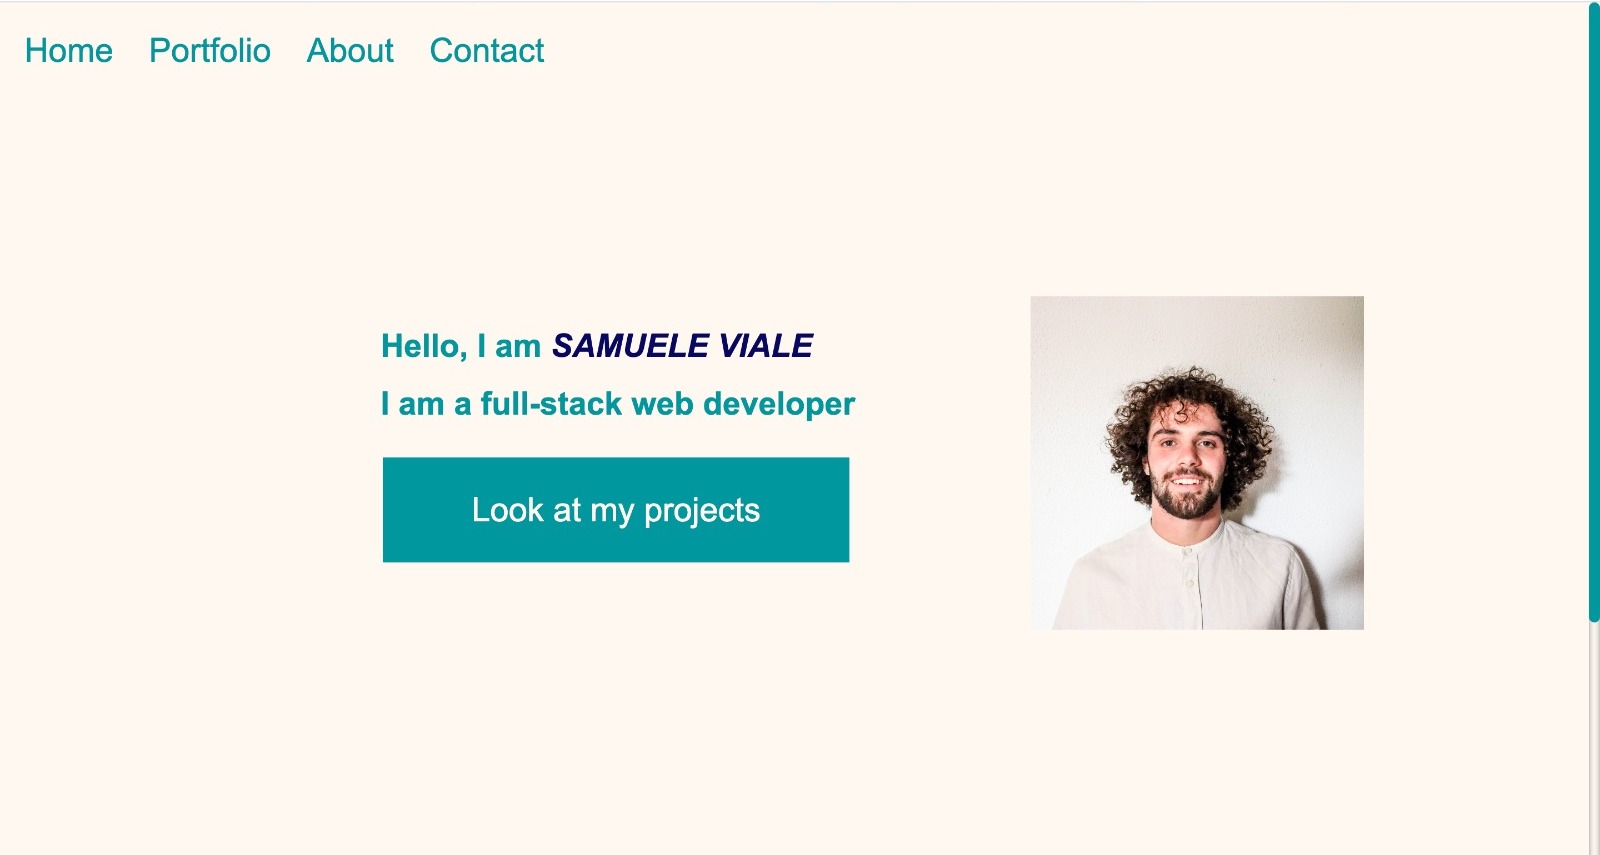 Home Portfolio About Contact
Hello, I am SAMUELE VIALE
I am a full-stack web developer
Look at my projects